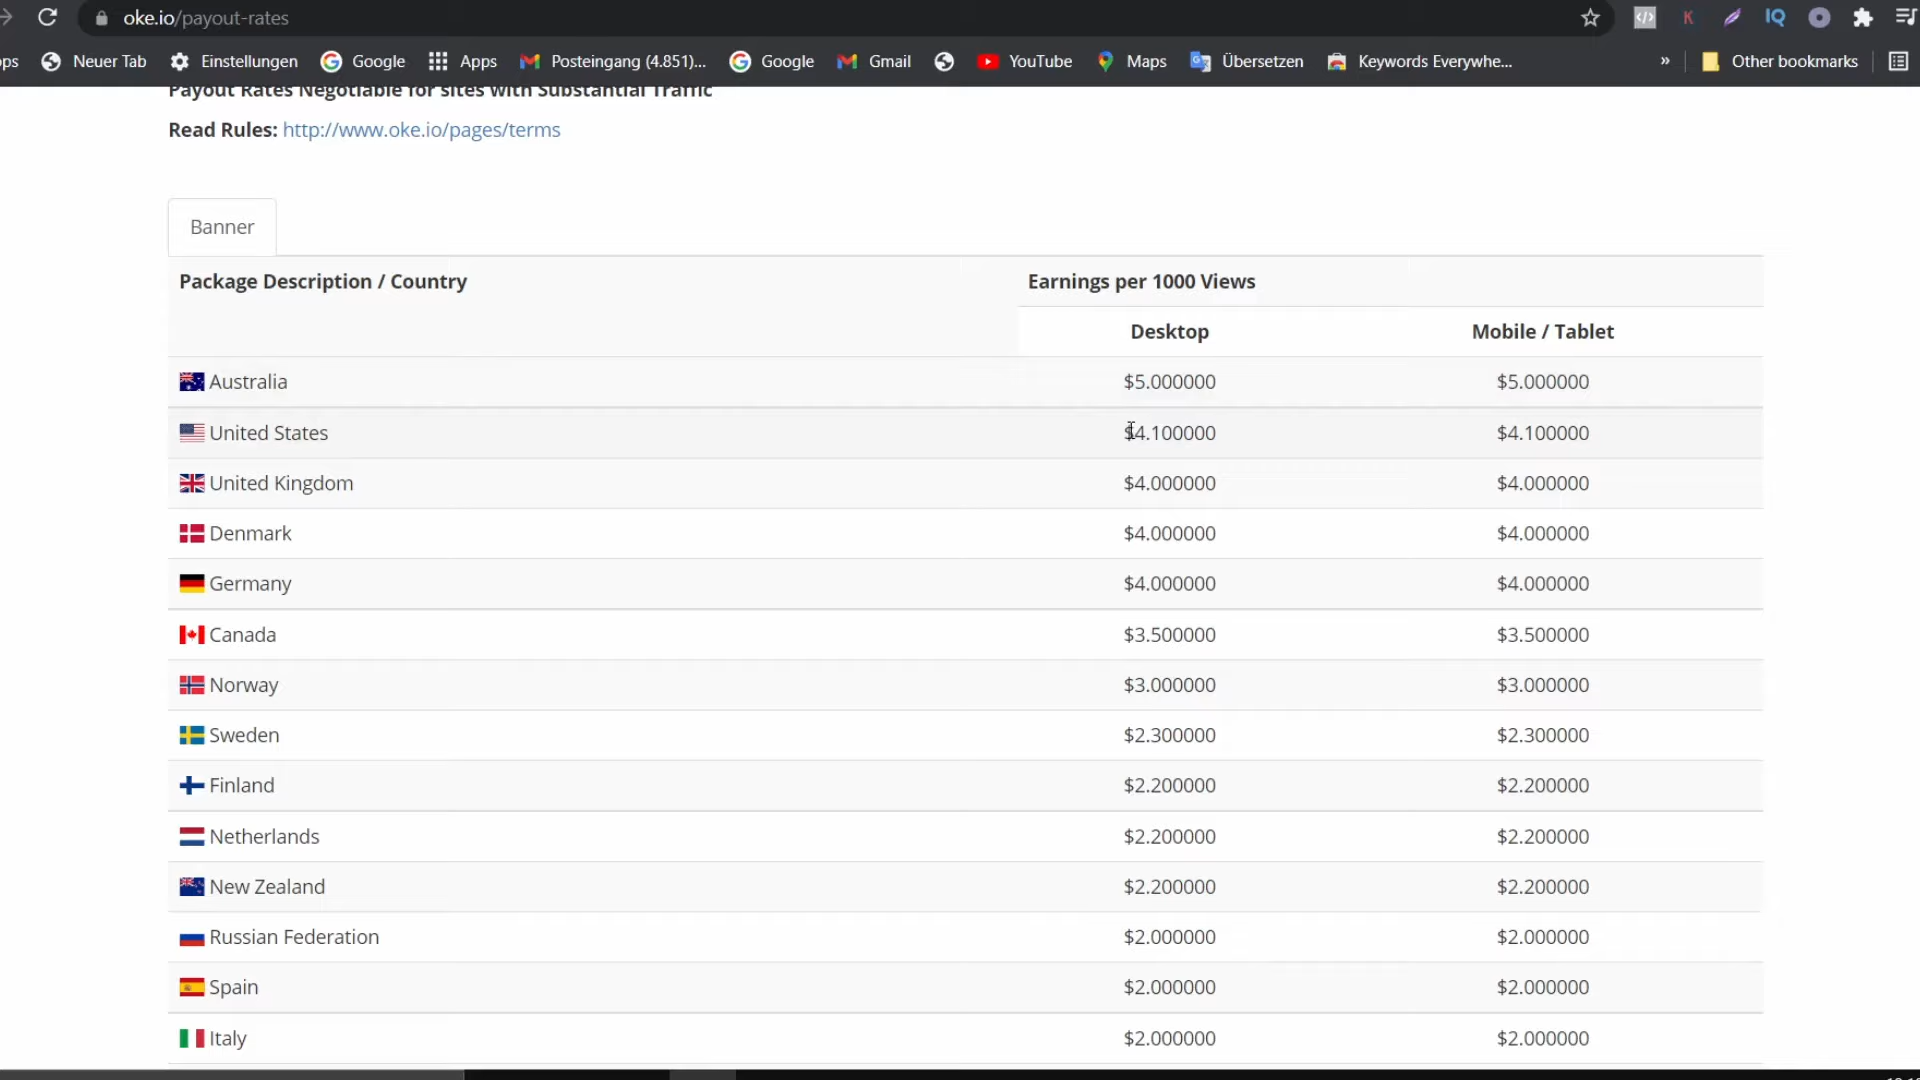 oke.io/payout-rates
ps Neuer Tab Einstellungen Google Apps Posteingang (4.851)... Google Gmail YouTube Maps Übersetzen Keywords Everywhe... » Other bookmarks
Payout Rates Negotiable for sites with Substantial Traffic
Read Rules: http://www.oke.io/pages/terms
Banner
Package Description / Country Earnings per 1000 Views
Desktop Mobile / Tablet
Australia $5.000000 $5.000000
United States $4.100000 $4.100000
United Kingdom $4.000000 $4.000000
Denmark $4.000000 $4.000000
Germany $4.000000 $4.000000
Canada $3.500000 $3.500000
Norway $3.000000 $3.000000
Sweden $2.300000 $2.300000
Finland $2.200000 $2.200000
Netherlands $2.200000 $2.200000
New Zealand $2.200000 $2.200000
Russian Federation $2.000000 $2.000000
Spain $2.000000 $2.000000
Italy $2.000000 $2.000000